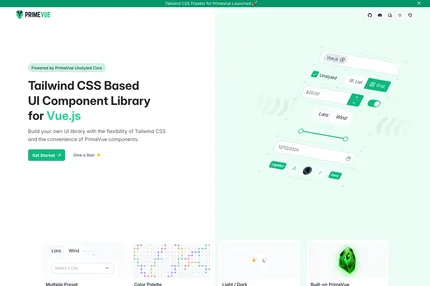 Tailwind CSS Presets for PrimeVue Launched 🚀
PRIMEVUE
Powered by PrimeVue Unstyled Core
Tailwind CSS Based
UI Component Library
for Vue.js
Build your own UI library with the flexibility of Tailwind CSS
and the convenience of PrimeVue components.
Get Started →
Give a Star ⭐
Vue.js
Unstyled
List
Grid
$20.00
Lara
Wind
10/10/2024
Lara
Wind
Select a City
Multiple Preset
Color Palette
Light / Dark
Built-on PrimeVue